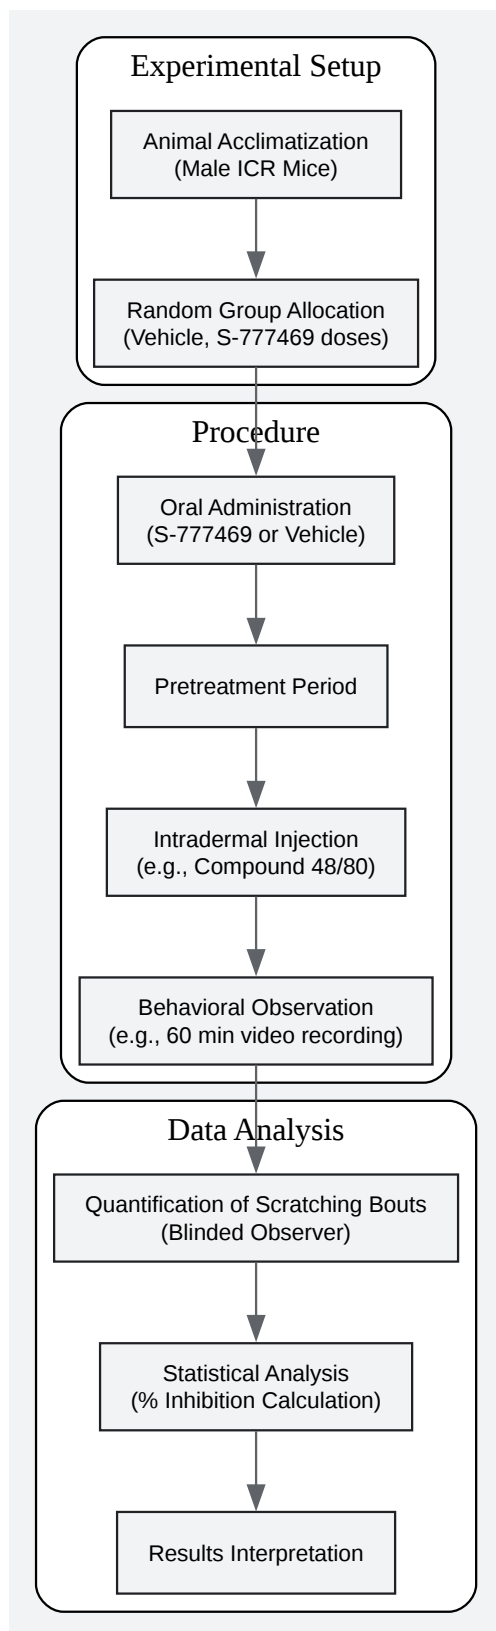 Experimental Setup
Animal Acclimatization
(Male ICR Mice)
Random Group Allocation
(Vehicle, S-777469 doses)
Procedure
Oral Administration
(S-777469 or Vehicle)
Pretreatment Period
Intradermal Injection
(e.g., Compound 48/80)
Behavioral Observation
(e.g., 60 min video recording)
Data Analysis
Quantification of Scratching Bouts
(Blinded Observer)
Statistical Analysis
(% Inhibition Calculation)
Results Interpretation